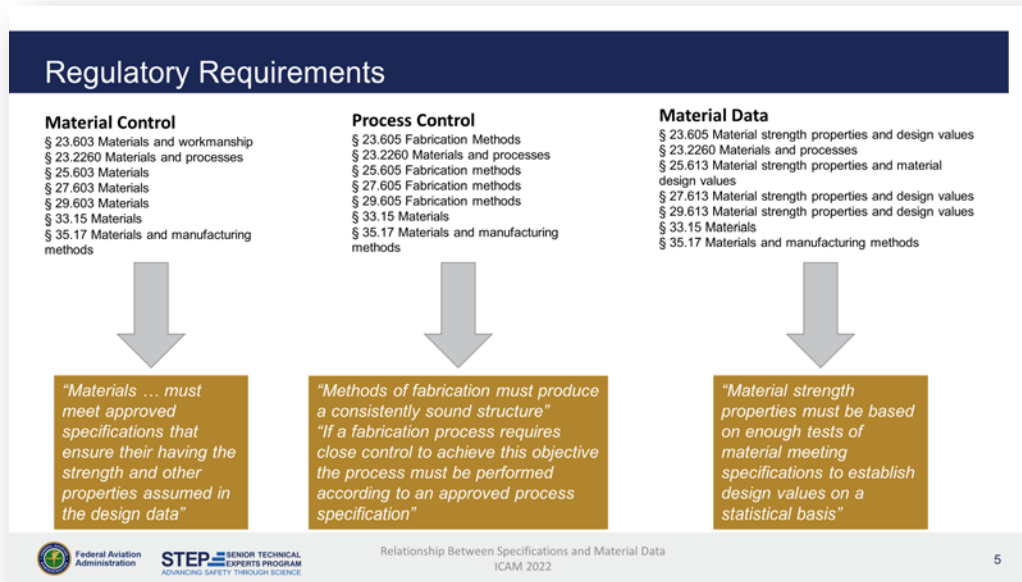 Regulatory Requirements
Material Control
§ 23.603 Materials and workmanship
§ 23.2260 Materials and processes
§ 25.603 Materials
§ 27.603 Materials
§ 29.603 Materials
§ 33.15 Materials
§ 35.17 Materials and manufacturing
methods
"Materials … must
meet approved
specifications that
ensure their having the
strength and other
properties assumed in
the design data"
Process Control
§ 23.605 Fabrication Methods
§ 23.2260 Materials and processes
§ 25.605 Fabrication methods
§ 27.605 Fabrication methods
§ 29.605 Fabrication methods
§ 33.15 Materials
§ 35.17 Materials and manufacturing
methods
"Methods of fabrication must produce
a consistently sound structure"
"If a fabrication process requires
close control to achieve this objective
the process must be performed
according to an approved process
specification"
Material Data
§ 23.605 Material strength properties and design values
§ 23.2260 Materials and processes
§ 25.613 Material strength properties and material
design values
§ 27.613 Material strength properties and design values
§ 29.613 Material strength properties and design values
§ 33.15 Materials
§ 35.17 Materials and manufacturing methods
"Material strength
properties must be based
on enough tests of
material meeting
specifications to establish
design values on a
statistical basis"
Federal Aviation
Administration
STEP SENIOR TECHNICAL
EXPERTS PROGRAM
ADVANCING SAFETY THROUGH SCIENCE
Relationship Between Specifications and Material Data
ICAM 2022
5